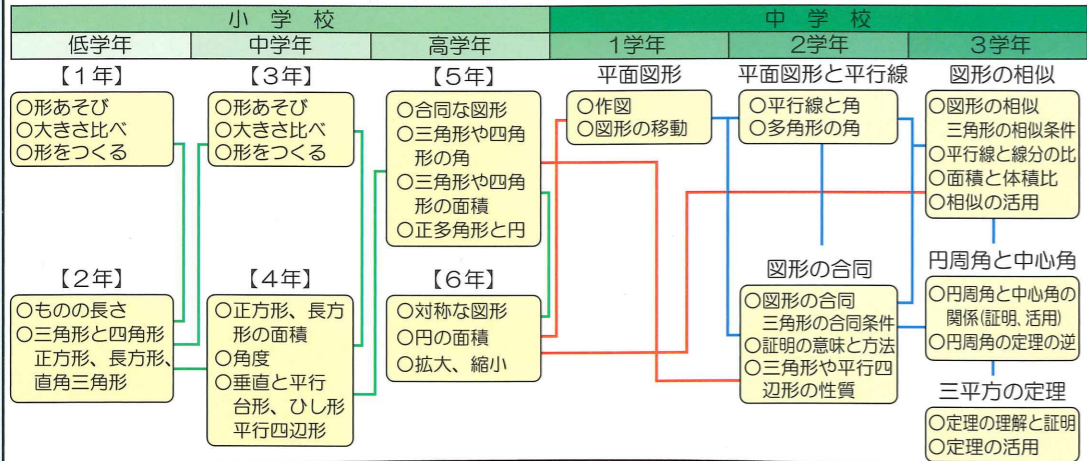 小学校
中学校
低学年
中学年
高学年
1学年
2学年
3学年
【1年】
○形あそび
○大きさ比べ
○形をつくる
【2年】
○ものの長さ
○三角形と四角形
正方形、長方形、
直角三角形
【3年】
○形あそび
○大きさ比べ
○形をつくる
【4年】
○正方形、長方
形の面積
○角度
○垂直と平行
台形、ひし形
平行四辺形
【5年】
○合同な図形
○三角形や四角
形の角
○三角形や四角
形の面積
○正多角形と円
【6年】
○対称な図形
○円の面積
○拡大、縮小
平面図形
○作図
○図形の移動
平面図形と平行線
○平行線と角
○多角形の角
図形の合同
○図形の合同
三角形の合同条件
○証明の意味と方法
○三角形や平行四
辺形の性質
図形の相似
○図形の相似
三角形の相似条件
○平行線と線分の比
○面積と体積比
○相似の活用
円周角と中心角
○円周角と中心角の
関係(証明、活用)
○円周角の定理の逆
三平方の定理
○定理の理解と証明
○定理の活用